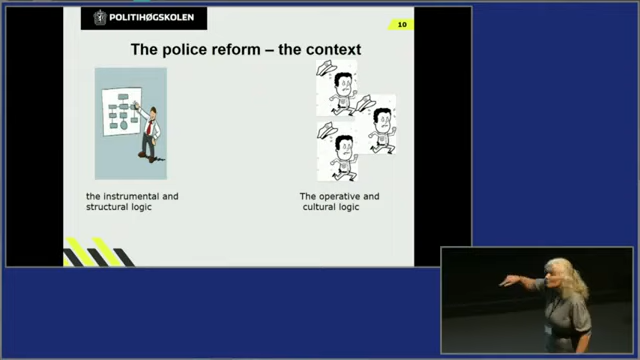 POLITIHØGSKOLEN
10
The police reform – the context
the instrumental and
structural logic
The operative and
cultural logic